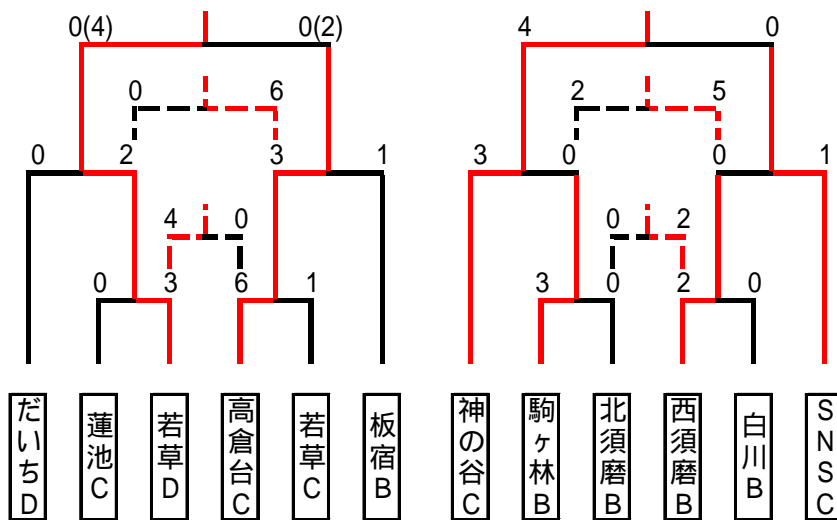 0(4) 0(2) 4 0
0 6 2 5
0 2 3 1 3 0 0 1
4 0 0 2
0 3 6 1 3 0 2 0
だいちD
蓮池C
若草D
高倉台C
若草C
板宿B
神の谷C
駒ヶ林B
北須磨B
西須磨B
白川B
SNSC